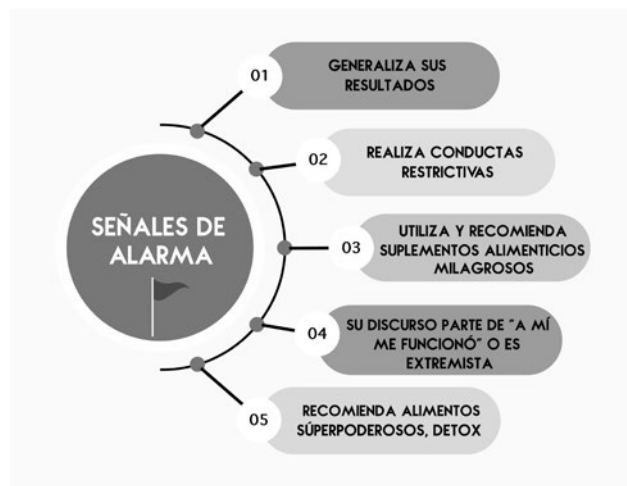 SEÑALES DE
ALARMA
01
GENERALIZA SUS
RESULTADOS
02
REALIZA CONDUCTAS
RESTRICTIVAS
03
UTILIZA Y RECOMIENDA
SUPLEMENTOS ALIMENTICIOS
MILAGROSOS
04
SU DISCURSO PARTE DE "A MÍ
ME FUNCIONÓ" O ES
EXTREMISTA
05
RECOMIENDA ALIMENTOS
SÚPERPODEROSOS, DETOX